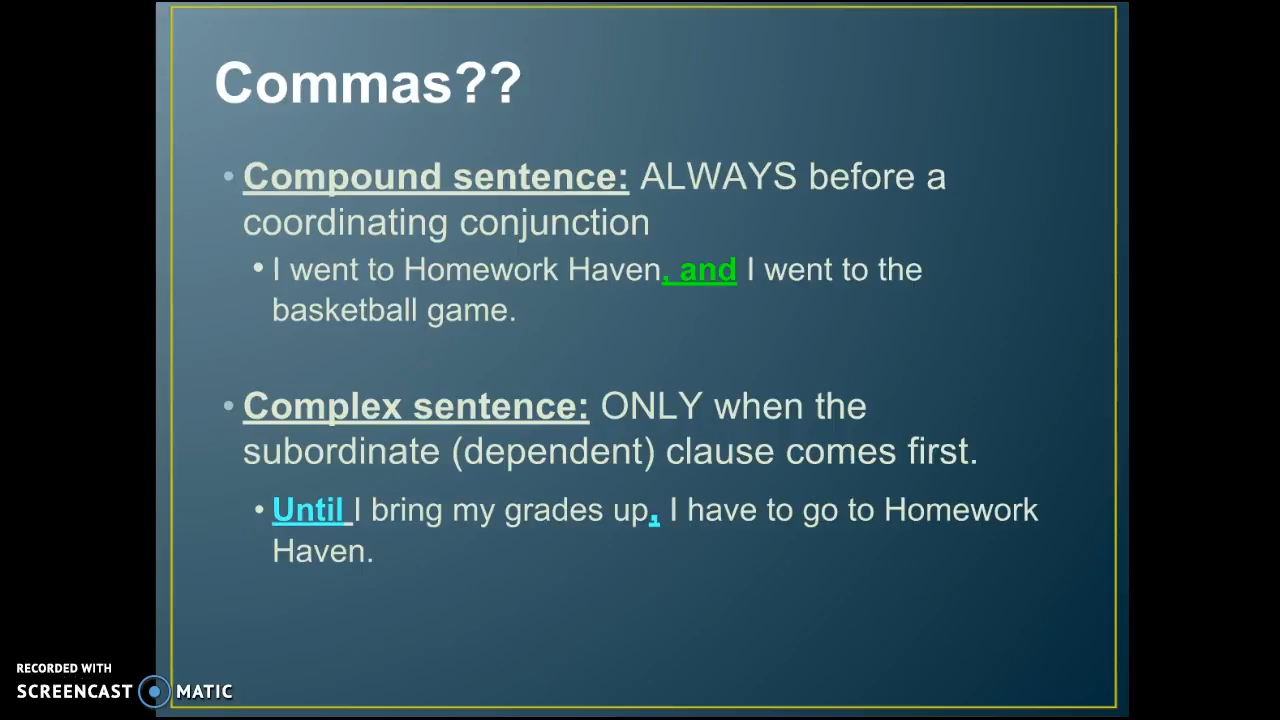 Commas??
• Compound sentence: ALWAYS before a
coordinating conjunction
• I went to Homework Haven, and I went to the
basketball game.
• Complex sentence: ONLY when the
subordinate (dependent) clause comes first.
• Until I bring my grades up, I have to go to Homework
Haven.
RECORDED WITH
SCREENCAST MATIC